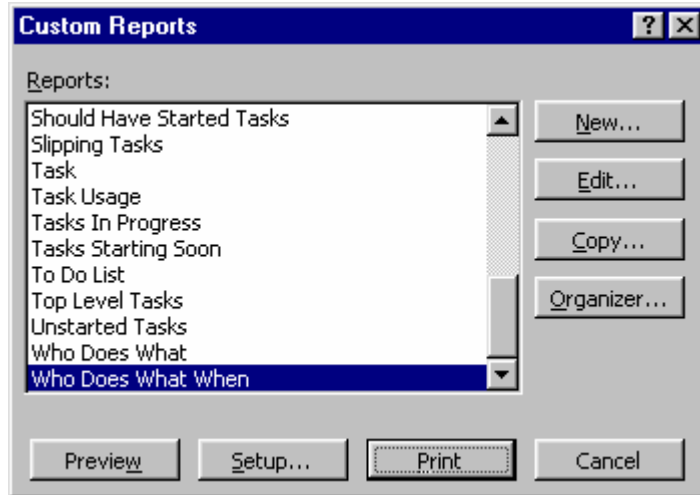 Custom Reports
Reports:
Should Have Started Tasks
Slipping Tasks
Task
Task Usage
Tasks In Progress
Tasks Starting Soon
To Do List
Top Level Tasks
Unstarted Tasks
Who Does What
Who Does What When
New...
Edit...
Copy...
Organizer...
Preview
Setup...
Print
Cancel